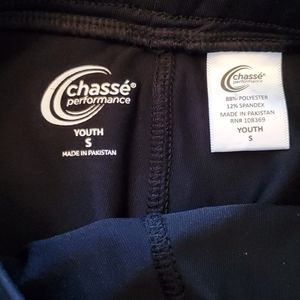 chassé®
performance
YOUTH
S
MADE IN PAKISTAN
chassé®
performance
88% POLYESTER
12% SPANDEX
MADE IN PAKISTAN
RN# 108369
YOUTH
S